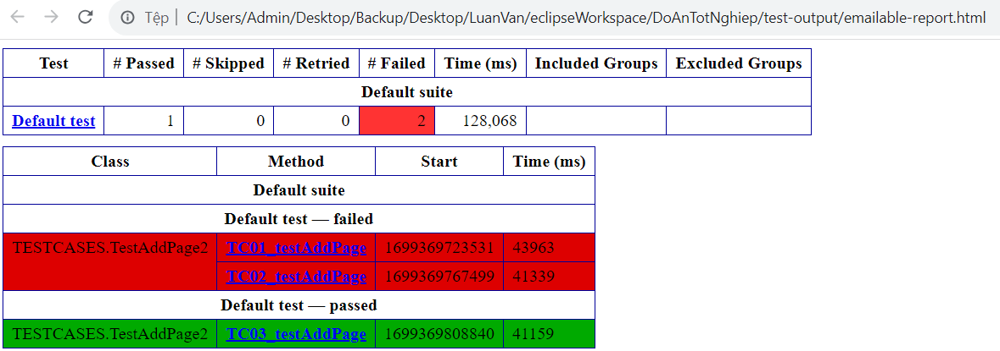 Tệp | C:/Users/Admin/Desktop/Backup/Desktop/LuanVan/eclipseWorkspace/DoAnTotNghiep/test-output/emailable-report.html
Test # Passed # Skipped # Retried # Failed Time (ms) Included Groups Excluded Groups
Default suite
Default test 1 0 0 2 128,068
Class Method Start Time (ms)
Default suite
Default test — failed
TESTCASES.TestAddPage2 TC01_testAddPage 1699369723531 43963
TC02_testAddPage 1699369767499 41339
Default test — passed
TESTCASES.TestAddPage2 TC03_testAddPage 1699369808840 41159